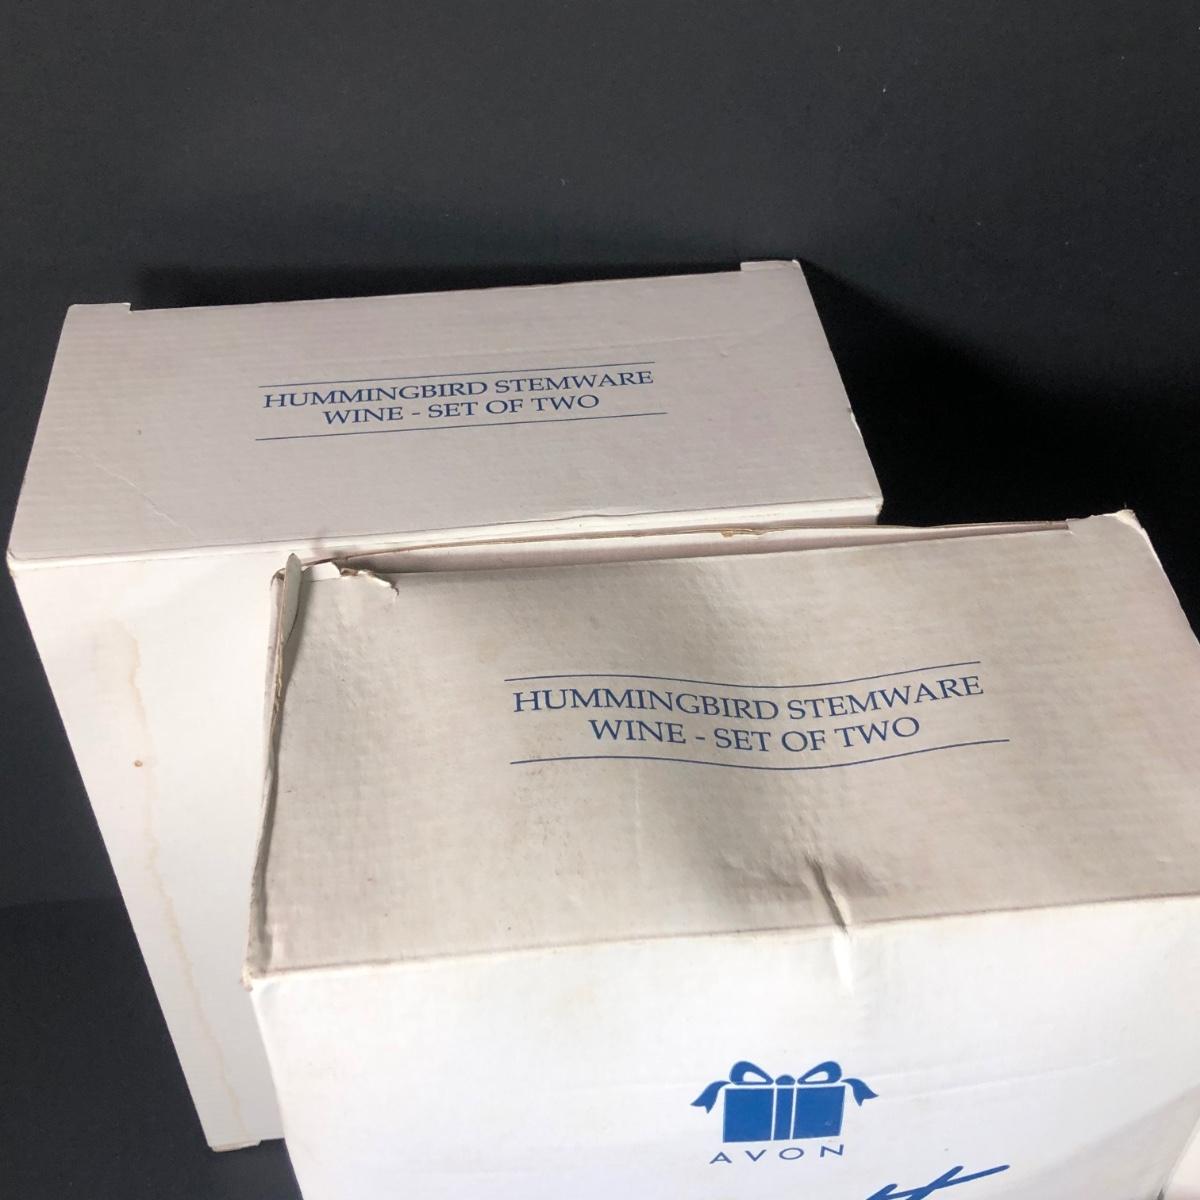 HUMMINGBIRD STEMWARE
WINE - SET OF TWO
HUMMINGBIRD STEMWARE
WINE - SET OF TWO
AVON